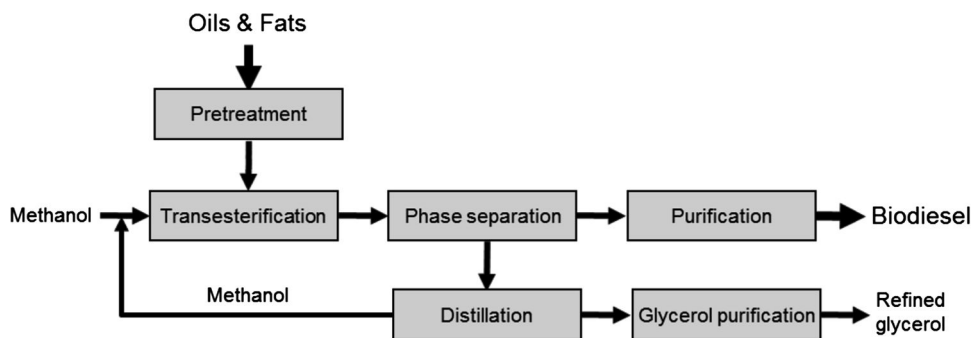 Oils & Fats
Pretreatment
Methanol
Transesterification
Phase separation
Purification
Biodiesel
Methanol
Distillation
Glycerol purification
Refined
glycerol